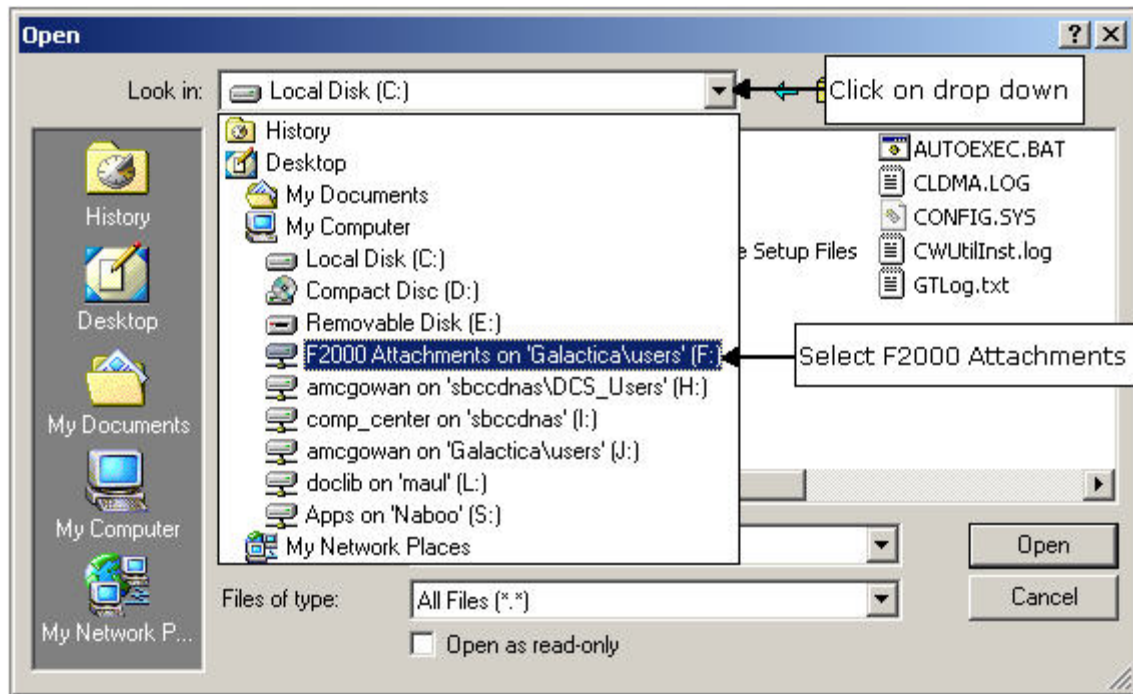 Open
Look in:
Local Disk (C:)
Click on drop down
History
Desktop
My Documents
My Computer
Local Disk (C:)
Compact Disc (D:)
Removable Disk (E:)
F2000 Attachments on 'Galactica\users' (F:)
amcgowan on 'sbccdnas\DCS_Users' (H:)
comp_center on 'sbccdnas' (I:)
amcgowan on 'Galactica\users' (J:)
doclib on 'maul' (L:)
Apps on 'Naboo' (S:)
My Network Places
History
Desktop
My Documents
My Computer
My Network P...
e Setup Files
AUTOEXEC.BAT
CLDMA.LOG
CONFIG.SYS
CWUtilInst.log
GTLog.txt
Select F2000 Attachments
Open
Files of type:
All Files (*.*)
Cancel
Open as read-only